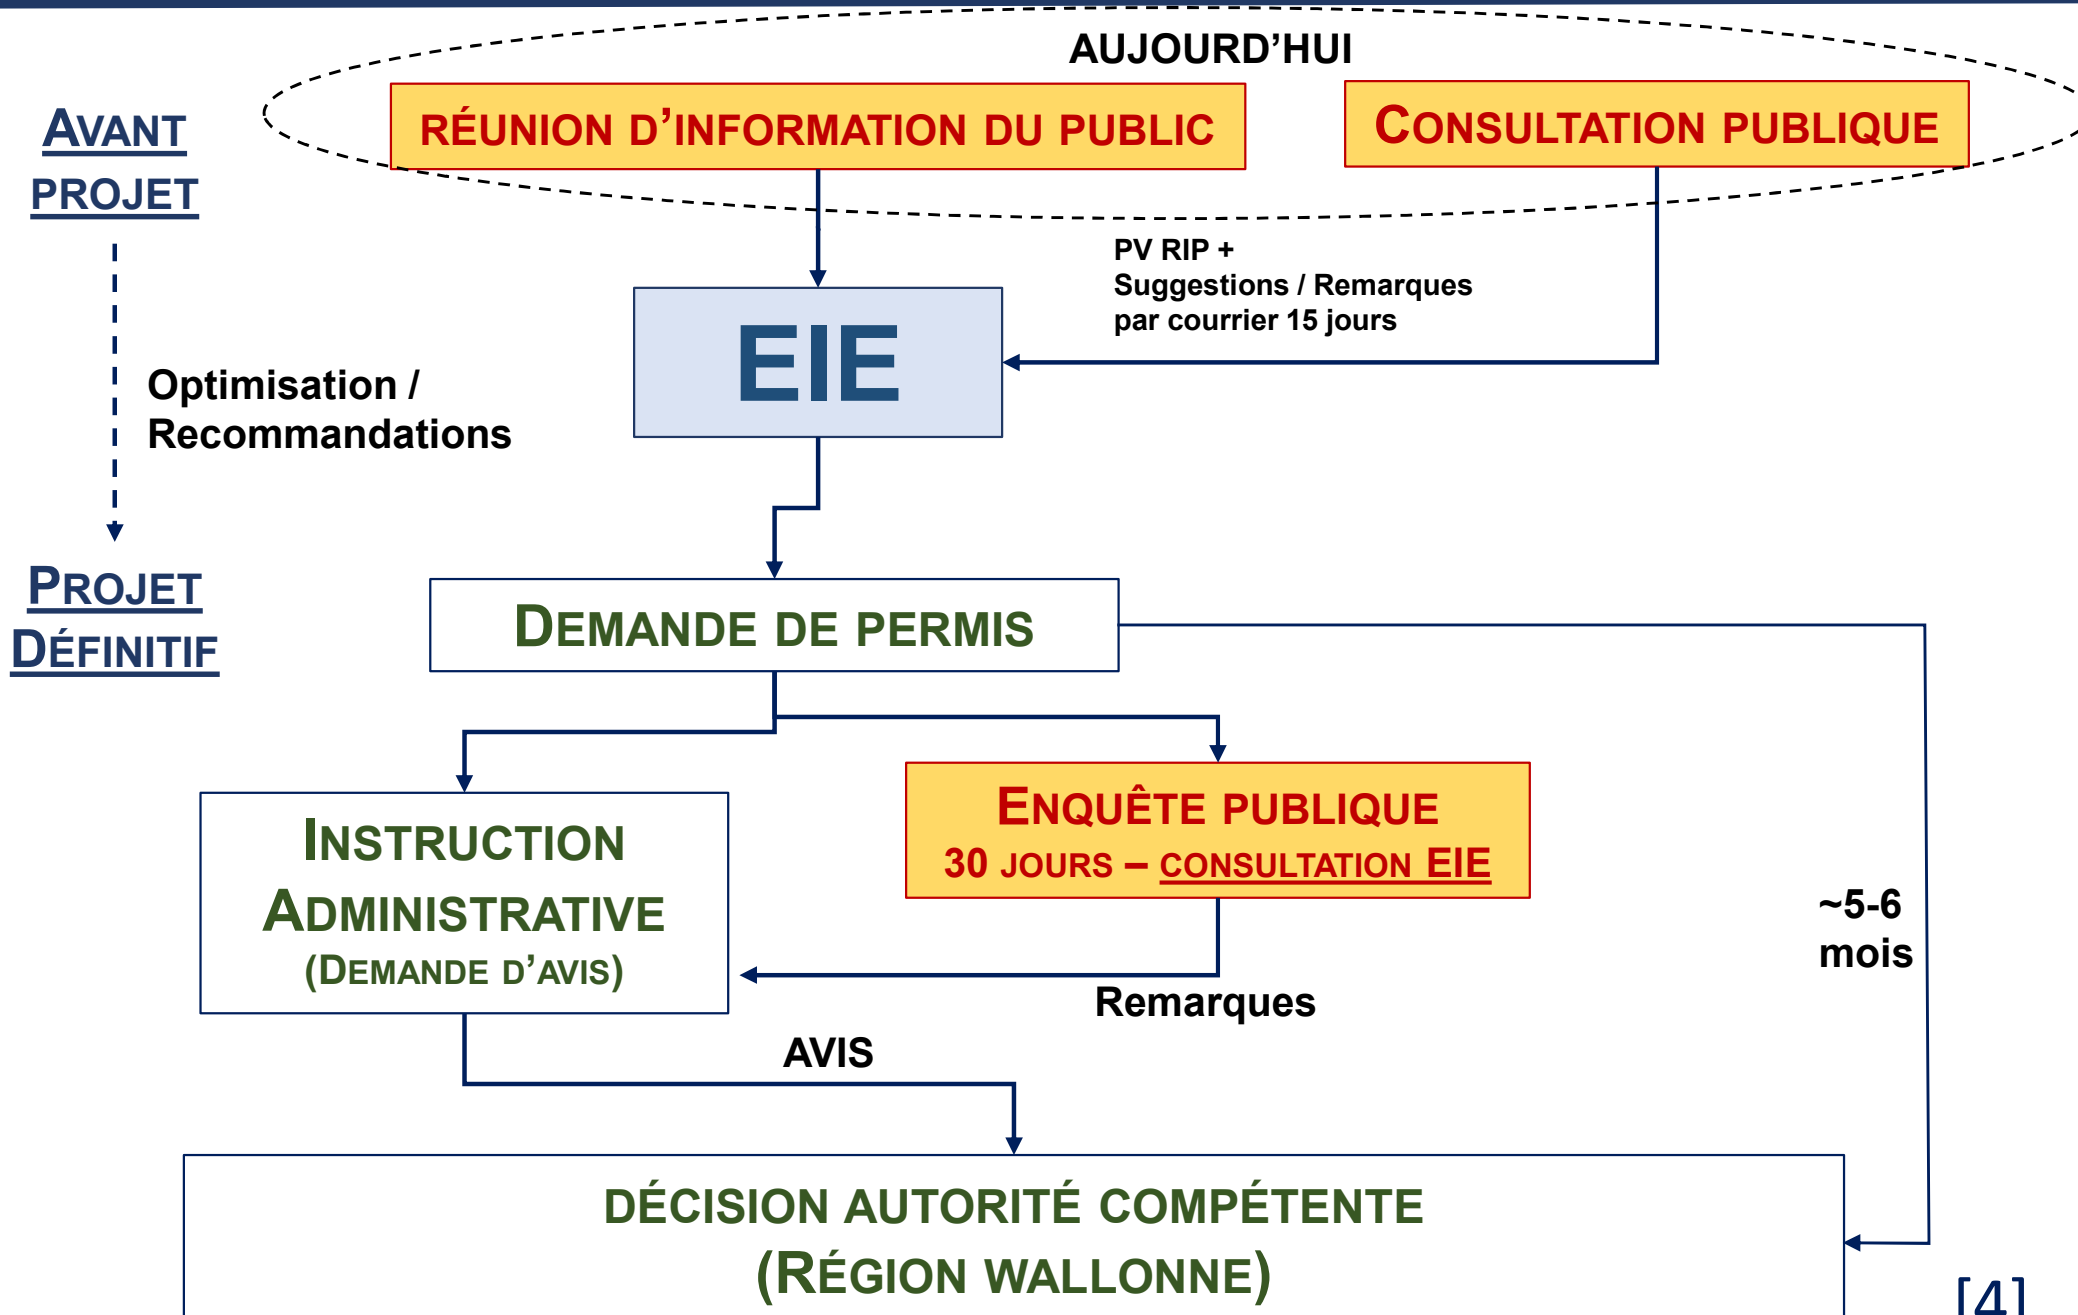 AUJOURD’HUI
RÉUNION D’INFORMATION DU PUBLIC
CONSULTATION PUBLIQUE
AVANT
PROJET
PV RIP +
Suggestions / Remarques
par courrier 15 jours
EIE
Optimisation /
Recommandations
PROJET
DÉFINITIF
DEMANDE DE PERMIS
INSTRUCTION
ADMINISTRATIVE
(DEMANDE D’AVIS)
ENQUÊTE PUBLIQUE
30 JOURS – CONSULTATION EIE
~5-6
mois
Remarques
AVIS
DÉCISION AUTORITÉ COMPÉTENTE
(RÉGION WALLONNE)
[4]